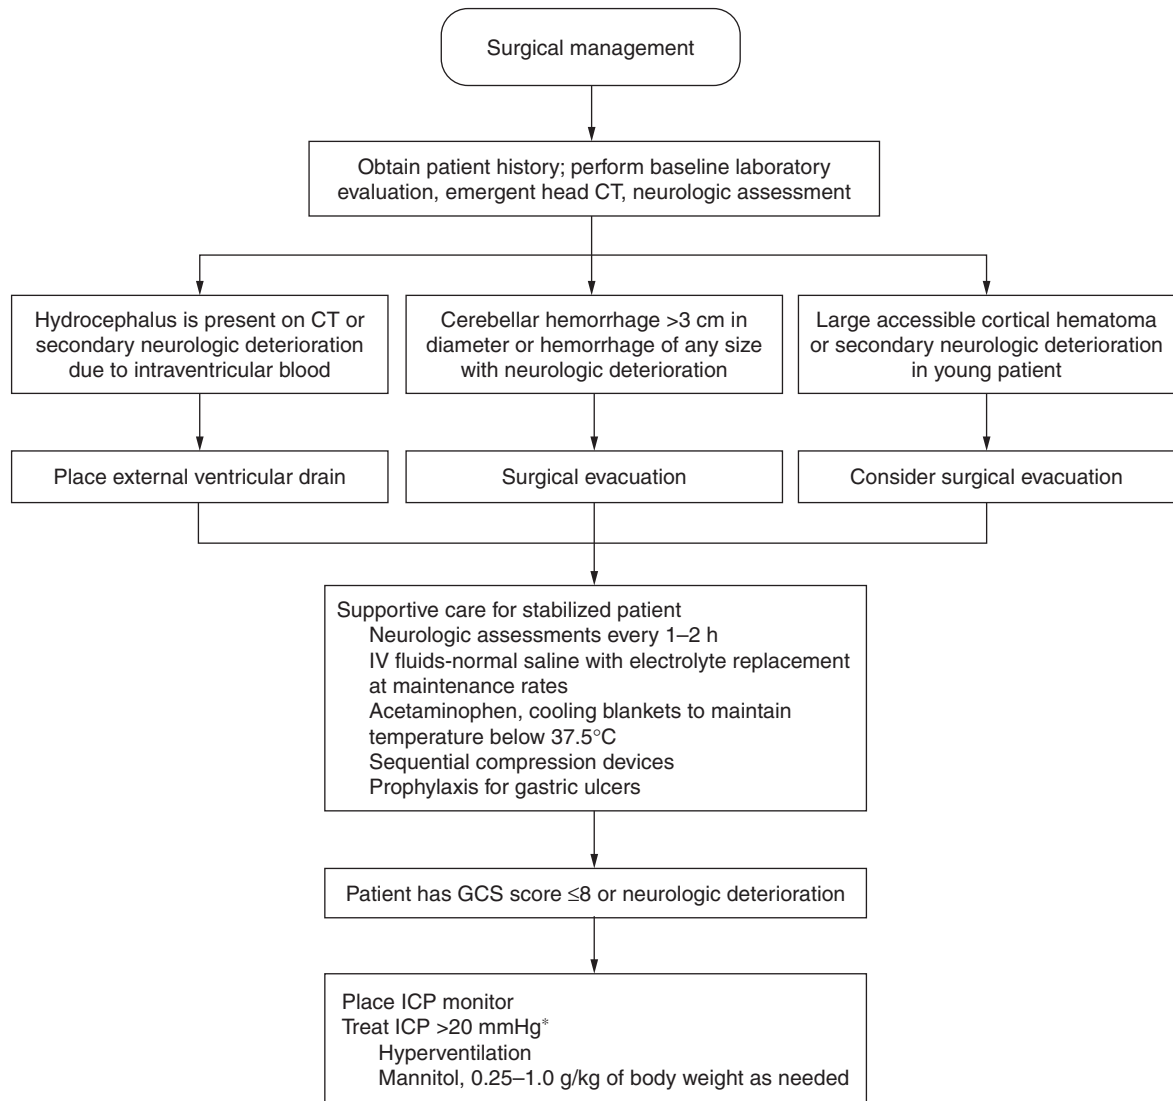 Surgical management
Obtain patient history; perform baseline laboratory
evaluation, emergent head CT, neurologic assessment
Hydrocephalus is present on CT or
secondary neurologic deterioration
due to intraventricular blood
Cerebellar hemorrhage >3 cm in
diameter or hemorrhage of any size
with neurologic deterioration
Large accessible cortical hematoma
or secondary neurologic deterioration
in young patient
Place external ventricular drain
Surgical evacuation
Consider surgical evacuation
Supportive care for stabilized patient
Neurologic assessments every 1–2 h
IV fluids-normal saline with electrolyte replacement
at maintenance rates
Acetaminophen, cooling blankets to maintain
temperature below 37.5°C
Sequential compression devices
Prophylaxis for gastric ulcers
Patient has GCS score ≤8 or neurologic deterioration
Place ICP monitor
Treat ICP >20 mmHg*
Hyperventilation
Mannitol, 0.25–1.0 g/kg of body weight as needed